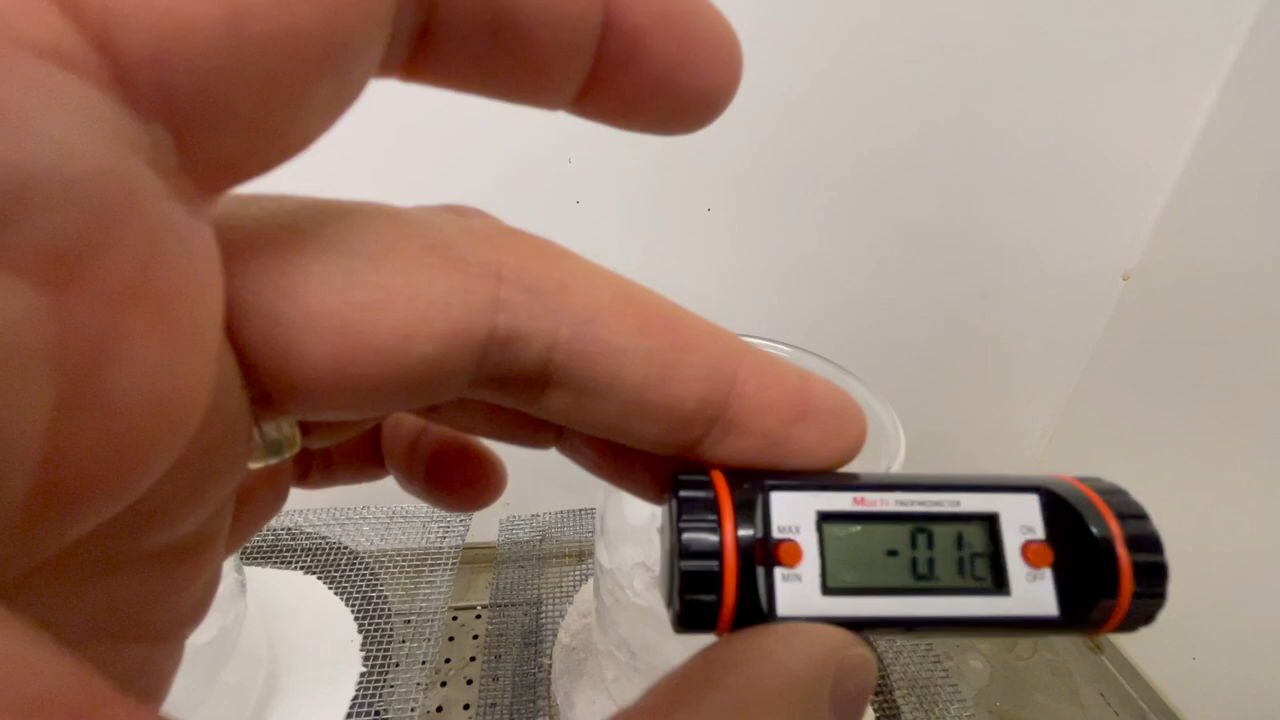 MULTI-THERMOMETER
MAX
ON
-0.1c
MIN
OFF